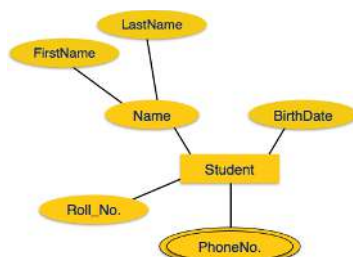 LastName
FirstName
Name
BirthDate
Student
Roll_No.
PhoneNo.